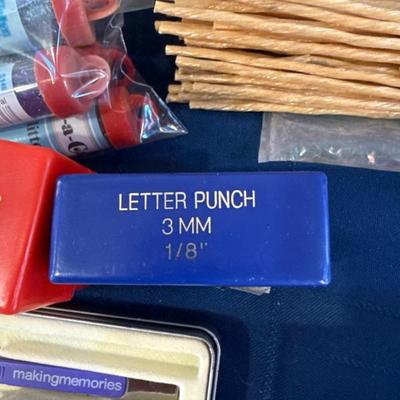 -a-C
LETTER PUNCH
3 MM
1/8"
makingmemories